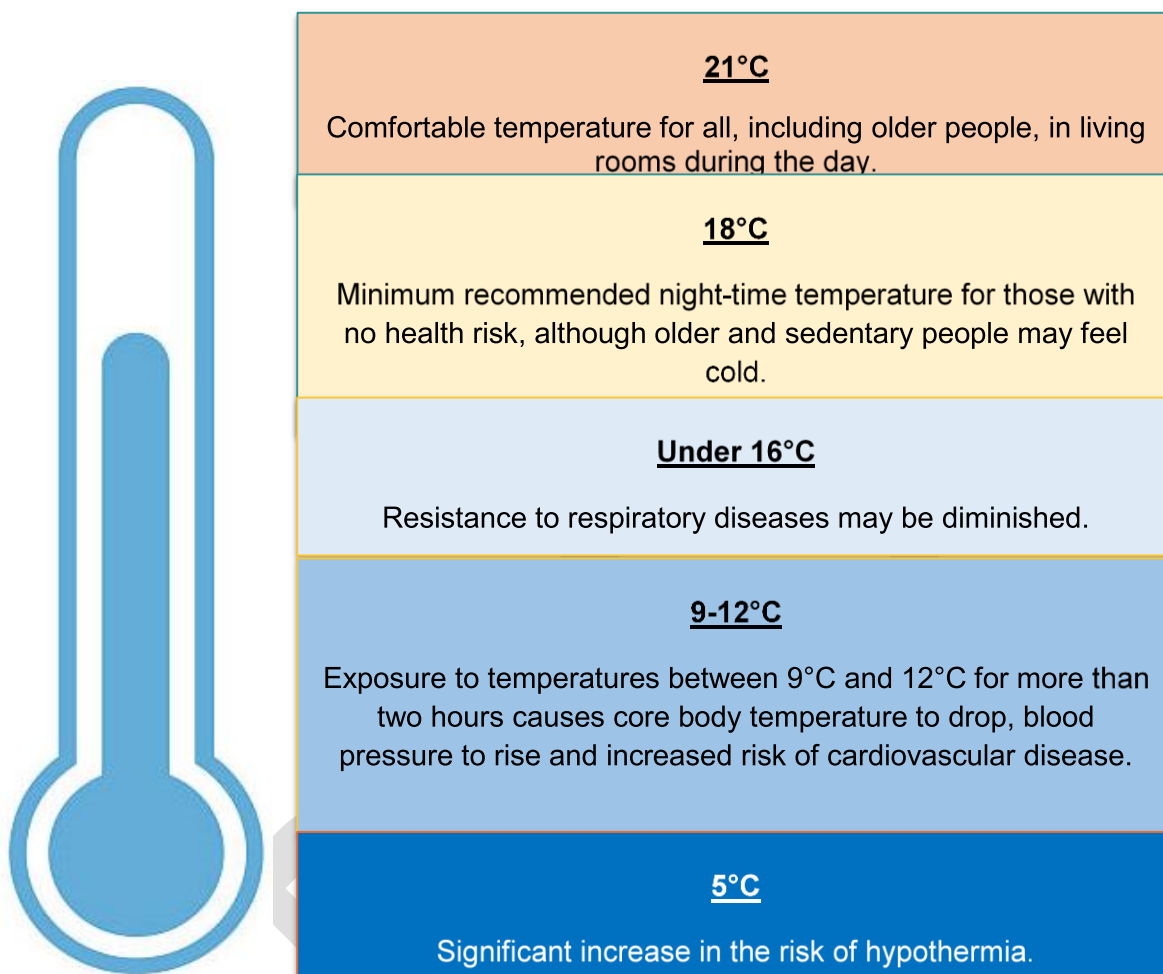 21°C
Comfortable temperature for all, including older people, in living
rooms during the day.
18°C
Minimum recommended night-time temperature for those with
no health risk, although older and sedentary people may feel
cold.
Under 16°C
Resistance to respiratory diseases may be diminished.
9-12°C
Exposure to temperatures between 9°C and 12°C for more than
two hours causes core body temperature to drop, blood
pressure to rise and increased risk of cardiovascular disease.
5°C
Significant increase in the risk of hypothermia.